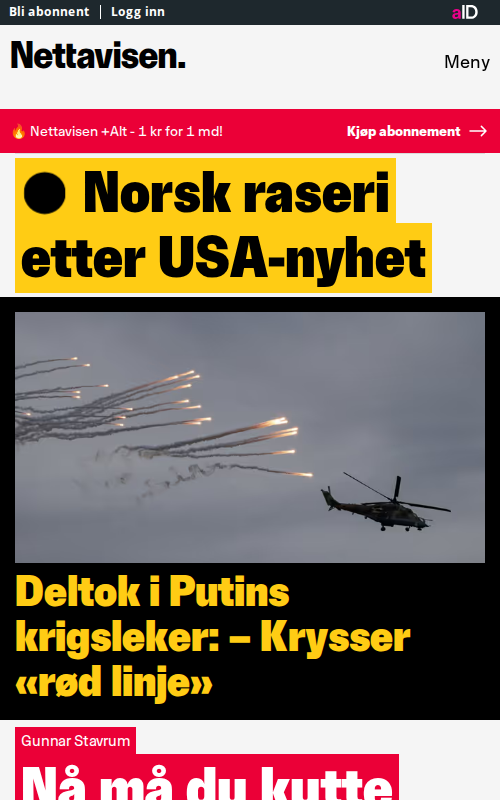 Bli abonnent | Logg inn
aID
Nettavisen.
Meny
🔥 Nettavisen +Alt - 1 kr for 1 md!
Kjøp abonnement →
● Norsk raseri
etter USA-nyhet
Deltok i Putins
krigsleker: – Krysser
«rød linje»
Gunnar Stavrum
Nå må du kutte